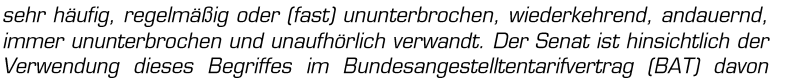 sehr häufig, regelmäßig oder (fast) ununterbrochen, wiederkehrend, andauernd,
immer ununterbrochen und unaufhörlich verwandt. Der Senat ist hinsichtlich der
Verwendung dieses Begriffes im Bundesangestelltentarifvertrag (BAT) davon